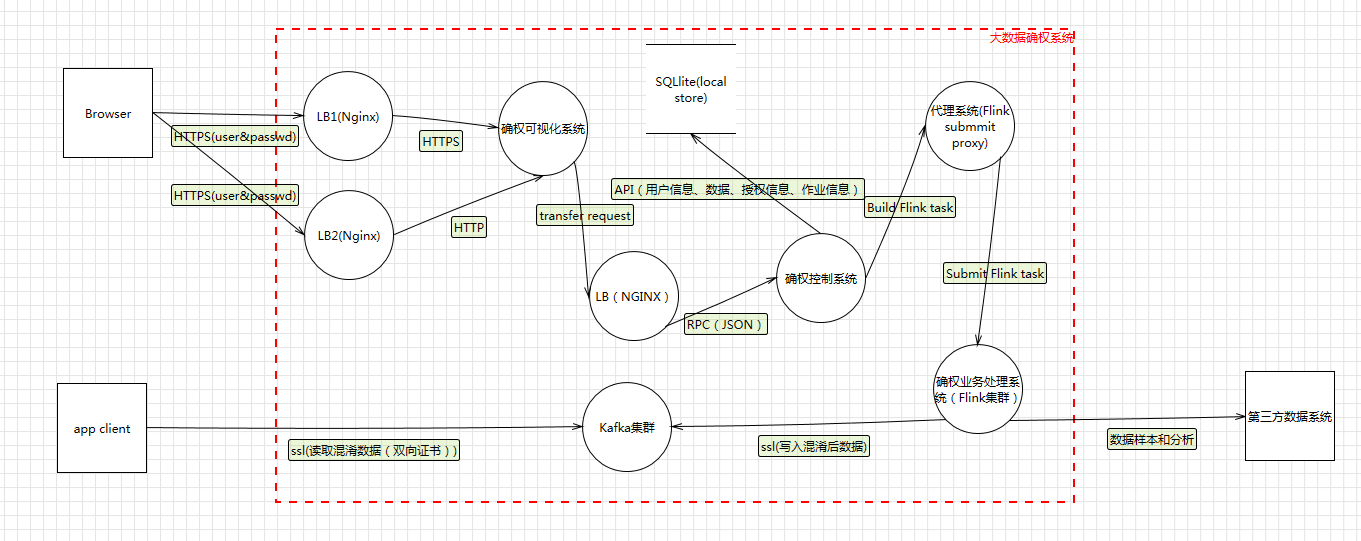 大数据确权系统
Browser
LB1(Nginx)
HTTPS(user&passwd)
HTTPS
确权可视化系统
SQLlite(local
store)
代理系统(Flink
submmit
proxy)
HTTPS(user&passwd)
LB2(Nginx)
HTTP
transfer request
API（用户信息、数据、授权信息、作业信息）
Build Flink task
LB（NGINX）
RPC（JSON）
确权控制系统
Submit Flink task
确权业务处理系
统（Flink集群）
app client
ssl(读取混淆数据（双向证书）)
Kafka集群
ssl(写入混淆后数据)
数据样本和分析
第三方数据系统